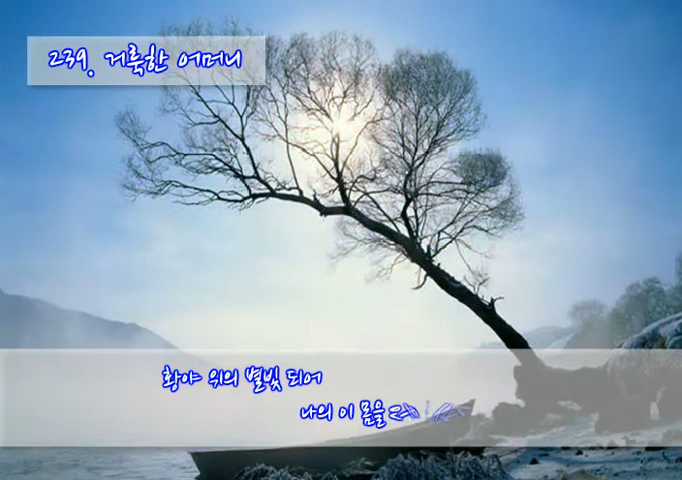 239. 거룩한 어머니
황야 위의 별빛 되어
나의 이 몸을